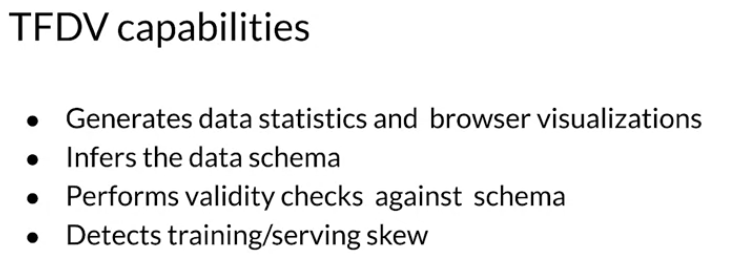 TFDV capabilities
● Generates data statistics and browser visualizations
● Infers the data schema
● Performs validity checks against schema
● Detects training/serving skew